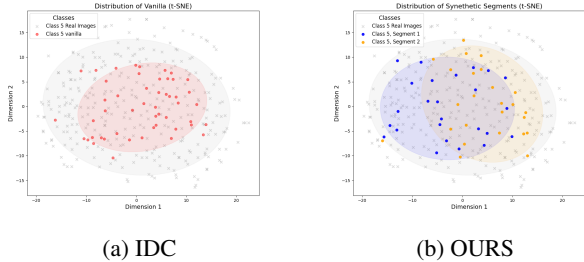 Distribution of Vanilla (t-SNE)
Classes
Class 5 Real Images
Class 5 vanilla
Dimension 2
15
10
5
0
−5
−10
−15
−20
−10
0
10
20
Dimension 1
(a) IDC
Distribution of Synethetic Segments (t-SNE)
Classes
Class 5 Real Images
Class 5, Segment 1
Class 5, Segment 2
Dimension 2
15
10
5
0
−5
−10
−15
−20
−10
0
10
20
Dimension 1
(b) OURS